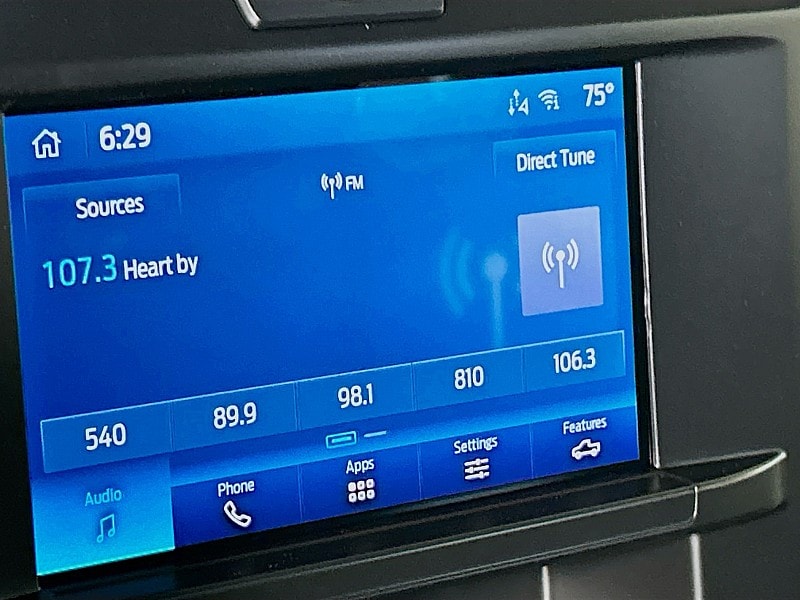 6:29
75°
Sources
FM
Direct Tune
107.3 Heart by
540
89.9
98.1
810
106.3
Audio
Phone
Apps
Settings
Features